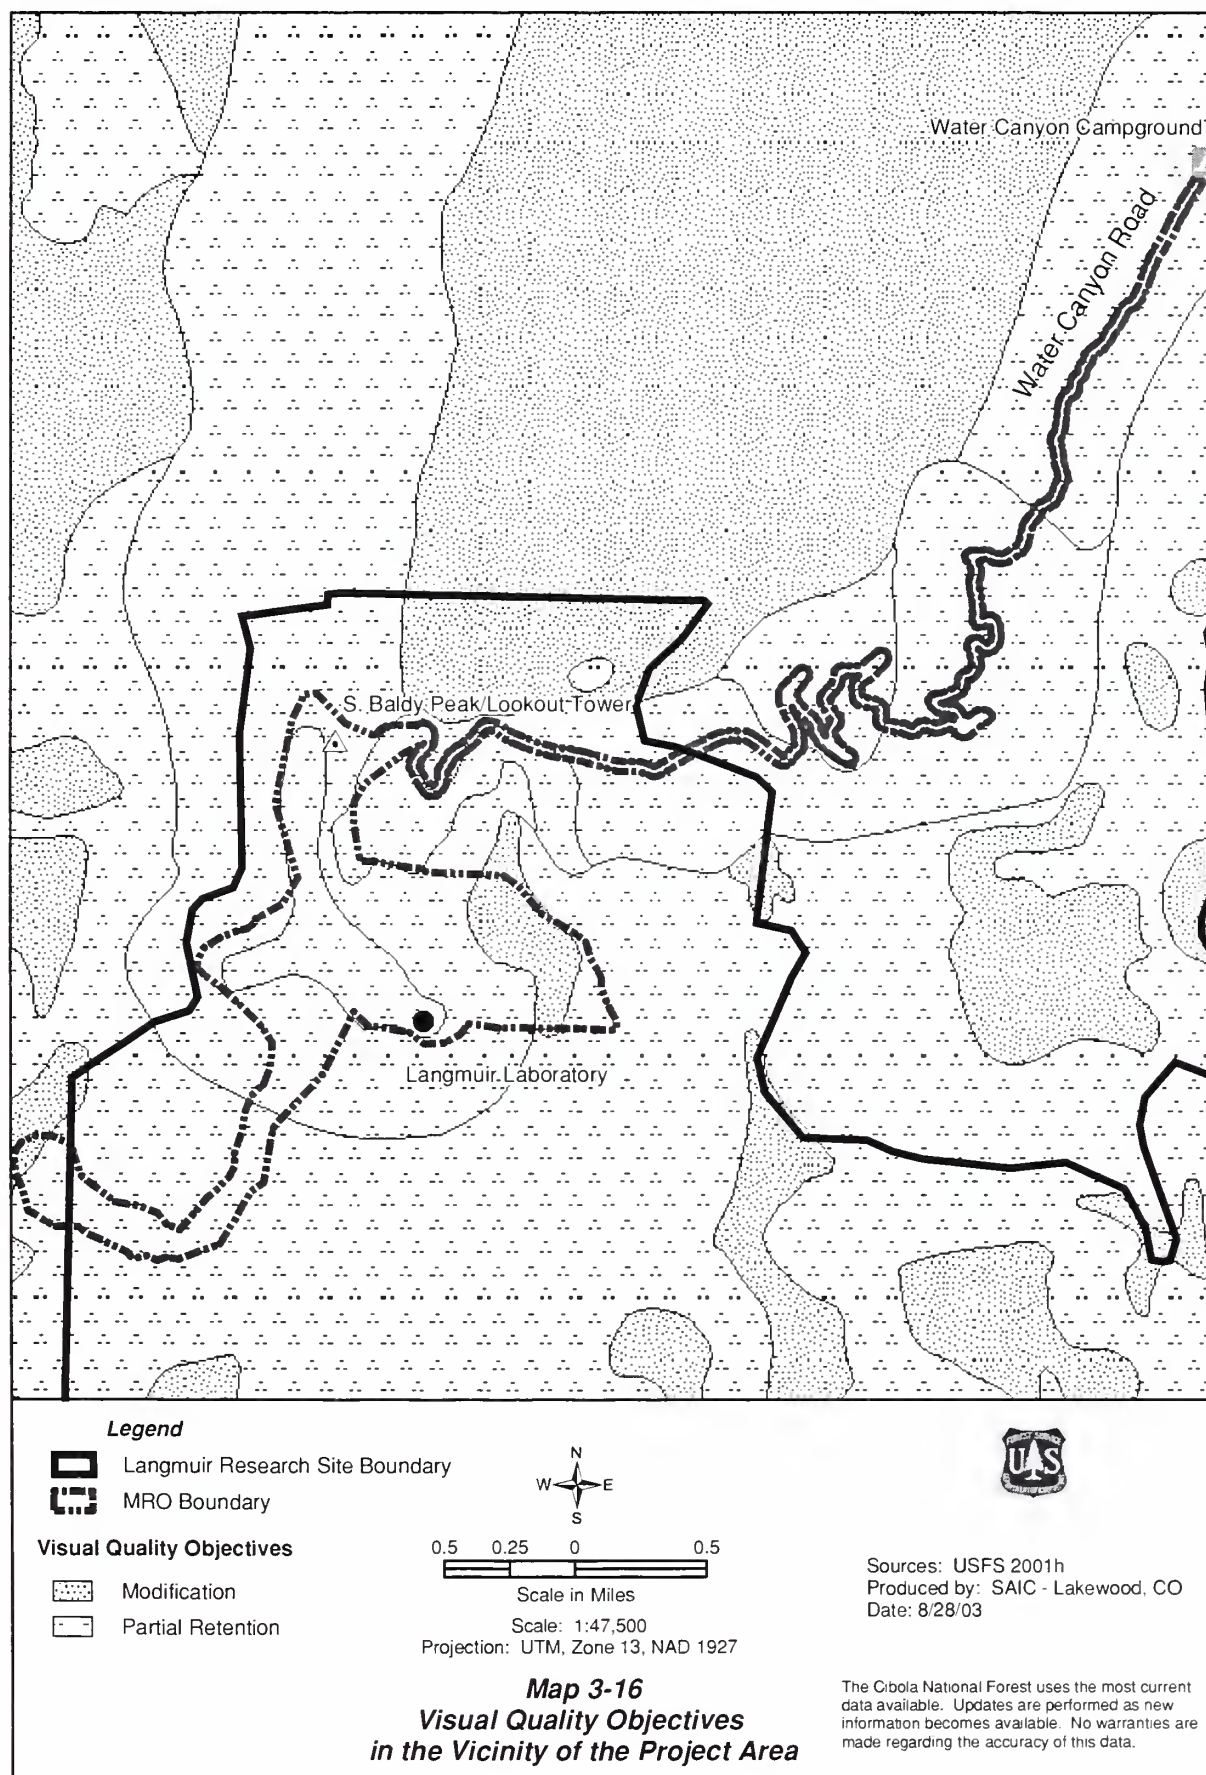 Water Canyon Campground
Water Canyon Road
S. Baldy Peak/Lookout Tower
Langmuir Laboratory
Legend
Langmuir Research Site Boundary
MRO Boundary
Visual Quality Objectives
Modification
Partial Retention
N
W E
S
0.5 0.25 0 0.5
Scale in Miles
Scale: 1:47,500
Projection: UTM, Zone 13, NAD 1927
Map 3-16
Visual Quality Objectives
in the Vicinity of the Project Area
FOREST SERVICE
U S
Sources: USFS 2001h
Produced by: SAIC - Lakewood, CO
Date: 8/28/03
The Cibola National Forest uses the most current
data available. Updates are performed as new
information becomes available. No warranties are
made regarding the accuracy of this data.